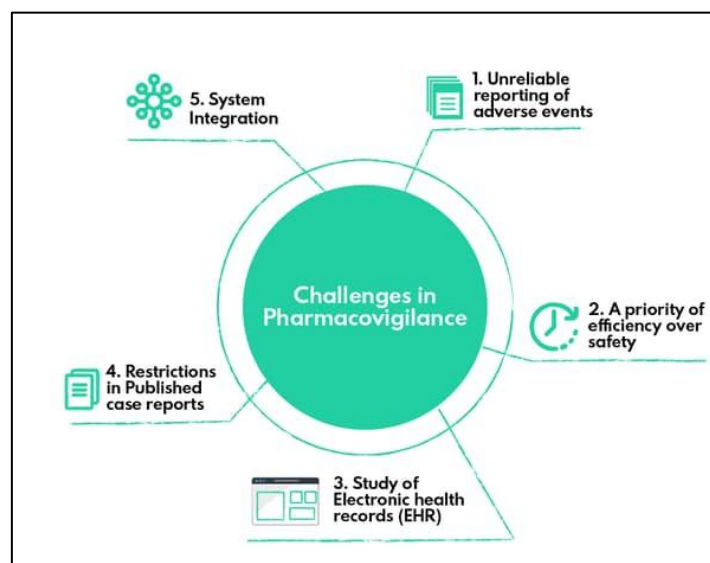 Challenges in
Pharmacovigilance
1. Unreliable
reporting of
adverse events
2. A priority of
efficiency over
safety
3. Study of
Electronic health
records (EHR)
4. Restrictions
in Published
case reports
5. System
Integration